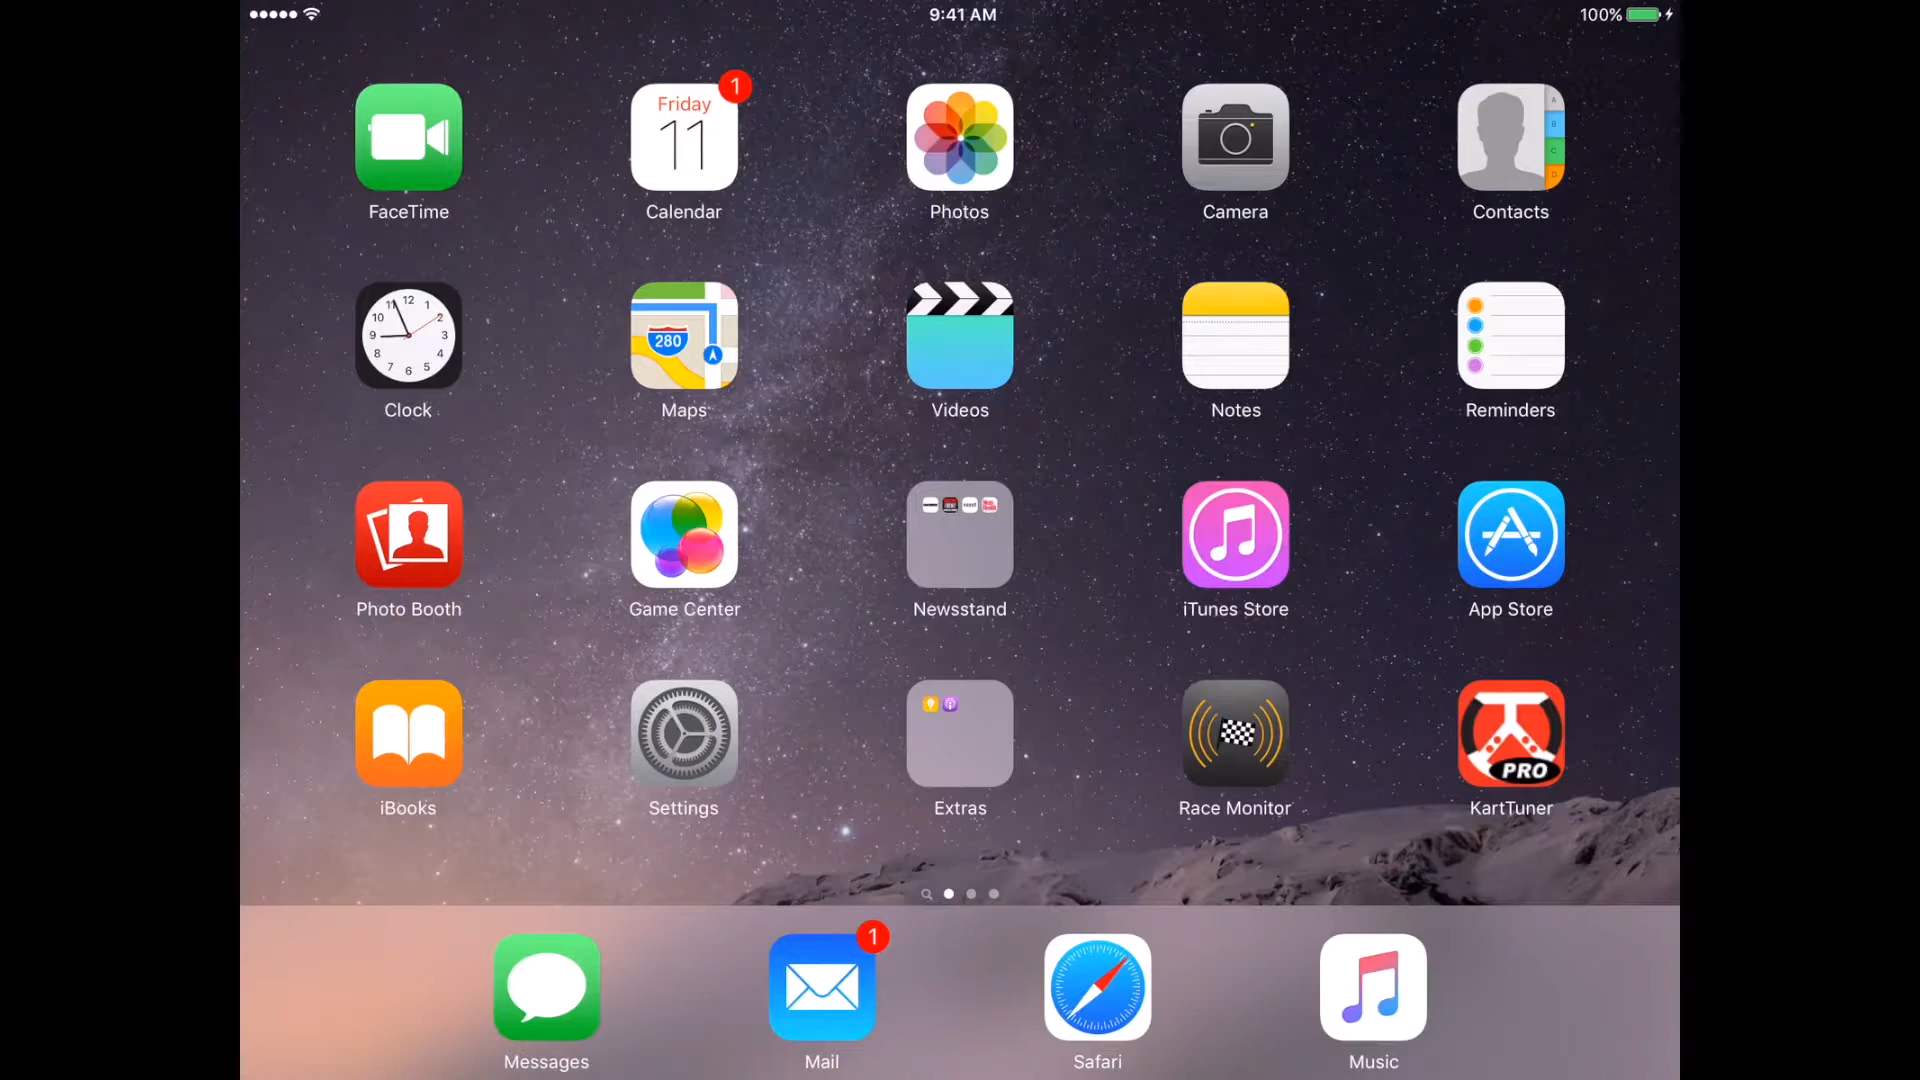 9:41 AM
100%
1
Friday
11
A
B
C
D
FaceTime
Calendar
Photos
Camera
Contacts
12
11
1
10
2
9
3
8
4
7
5
6
280
Clock
Maps
Videos
Notes
Reminders
Photo Booth
Game Center
Newsstand
iTunes Store
App Store
PRO
iBooks
Settings
Extras
Race Monitor
KartTuner
1
Messages
Mail
Safari
Music